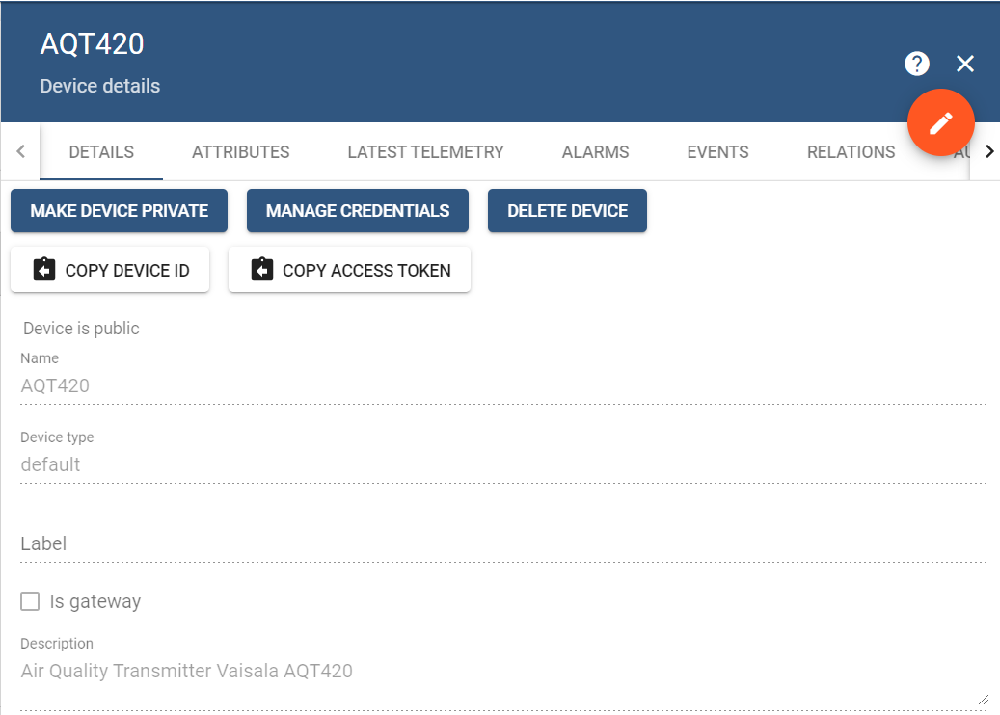 AQT420
Device details
DETAILS ATTRIBUTES LATEST TELEMETRY ALARMS EVENTS RELATIONS
MAKE DEVICE PRIVATE MANAGE CREDENTIALS DELETE DEVICE
COPY DEVICE ID COPY ACCESS TOKEN
Device is public
Name
AQT420
Device type
default
Label
Is gateway
Description
Air Quality Transmitter Vaisala AQT420